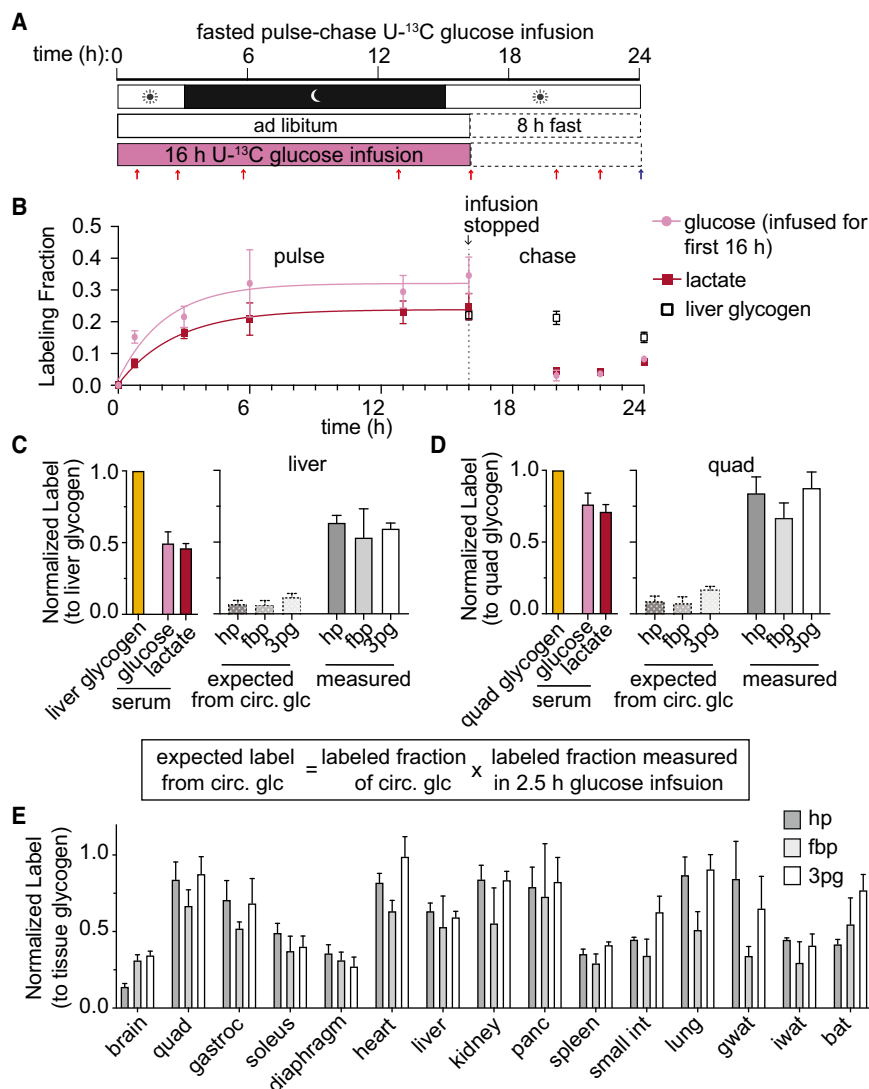 A
fasted pulse-chase U-¹³C glucose infusion
time (h): 0 6 12 18 24
ad libitum
8 h fast
16 h U-¹³C glucose infusion
B
infusion
stopped
pulse
chase
glucose (infused for
first 16 h)
lactate
liver glycogen
Labeling Fraction
0.5
0.4
0.3
0.2
0.1
0.0
0 6 12 18 24
time (h)
C
liver
Normalized Label
(to liver glycogen)
1.0
0.5
0.0
liver glycogen
glucose
lactate
hp
fbp
3pg
hp
fbp
3pg
serum
expected
from circ. glc
measured
D
quad
Normalized Label
(to quad glycogen)
1.0
0.5
0.0
quad glycogen
glucose
lactate
hp
fbp
3pg
hp
fbp
3pg
serum
expected
from circ. glc
measured
expected label = labeled fraction x labeled fraction measured
from circ. glc of circ. glc in 2.5 h glucose infsuion
E
hp
fbp
3pg
Normalized Label
(to tissue glycogen)
1.0
0.5
0.0
brain
quad
gastroc
soleus
diaphragm
heart
liver
kidney
panc
spleen
small int
lung
gwat
iwat
bat